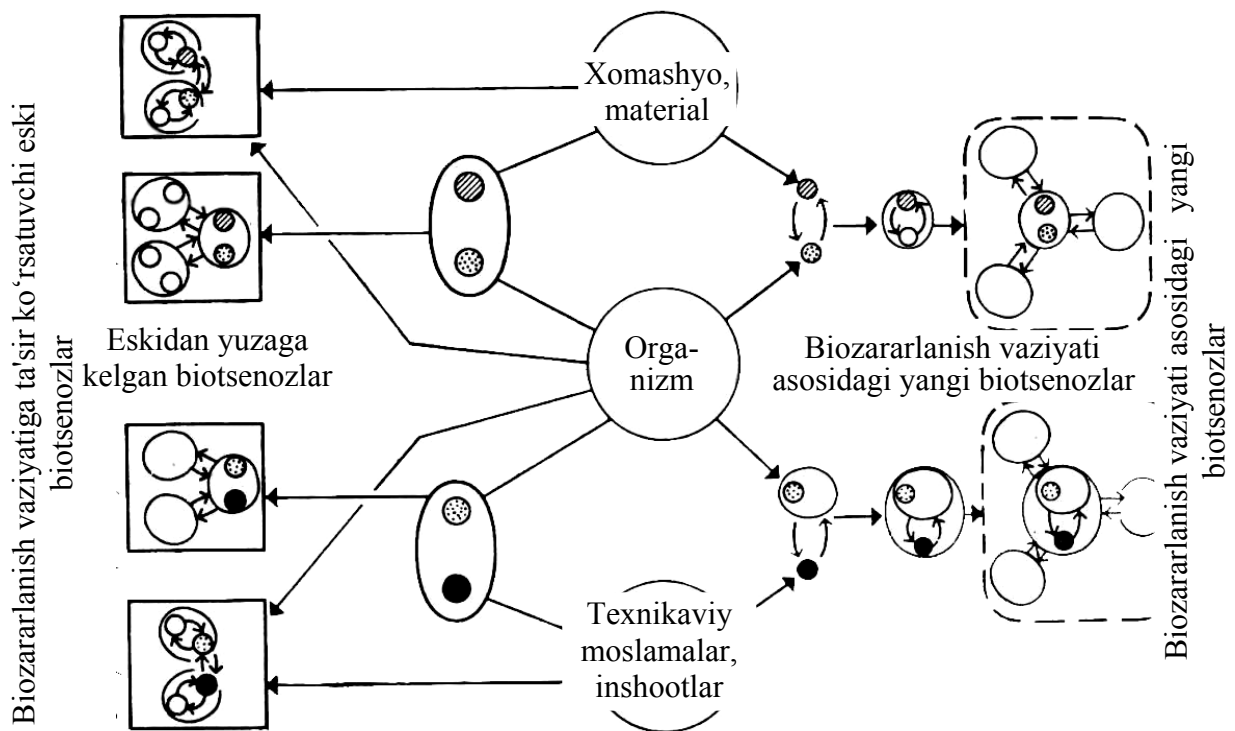 Biozararlanish vaziyatiga ta'sir ko‘rsatuvchi eski
biotsenozlar
Xomashyo,
material
Eskidan yuzaga
kelgan biotsenozlar
Orga-
nizm
Biozararlanish vaziyati
asosidagi yangi biotsenozlar
Texnikaviy
moslamalar,
inshootlar
Biozararlanish vaziyati asosidagi yangi
biotsenozlar